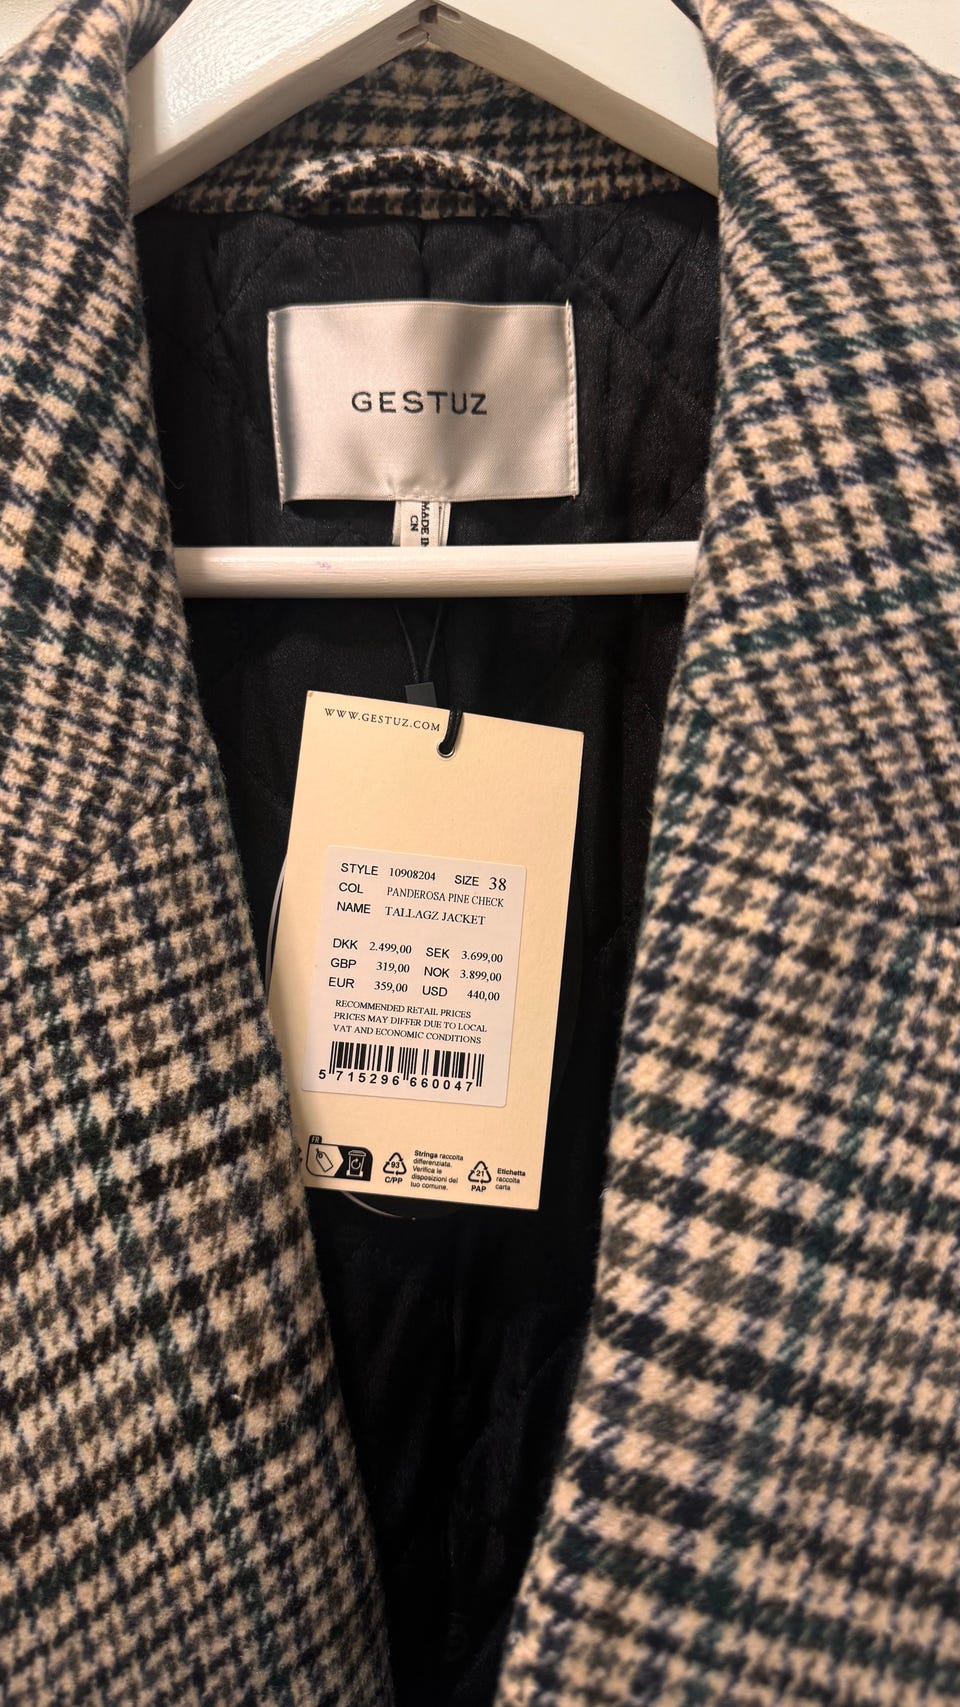 GESTUZ
MADE IN
CN
WWW.GESTUZ.COM
STYLE 10908204 SIZE 38
COL PANDEROSA PINE CHECK
NAME TALLAGZ JACKET
DKK 2.499,00 SEK 3.699,00
GBP 319,00 NOK 3.899,00
EUR 359,00 USD 440,00
RECOMMENDED RETAIL PRICES
PRICES MAY DIFFER DUE TO LOCAL
VAT AND ECONOMIC CONDITIONS
5 715296 660047
FR
93
C/PP
Stringa raccolta
differenziata.
Verifica le
disposizioni del
tuo comune.
21
PAP
Etichetta
raccolta
carta